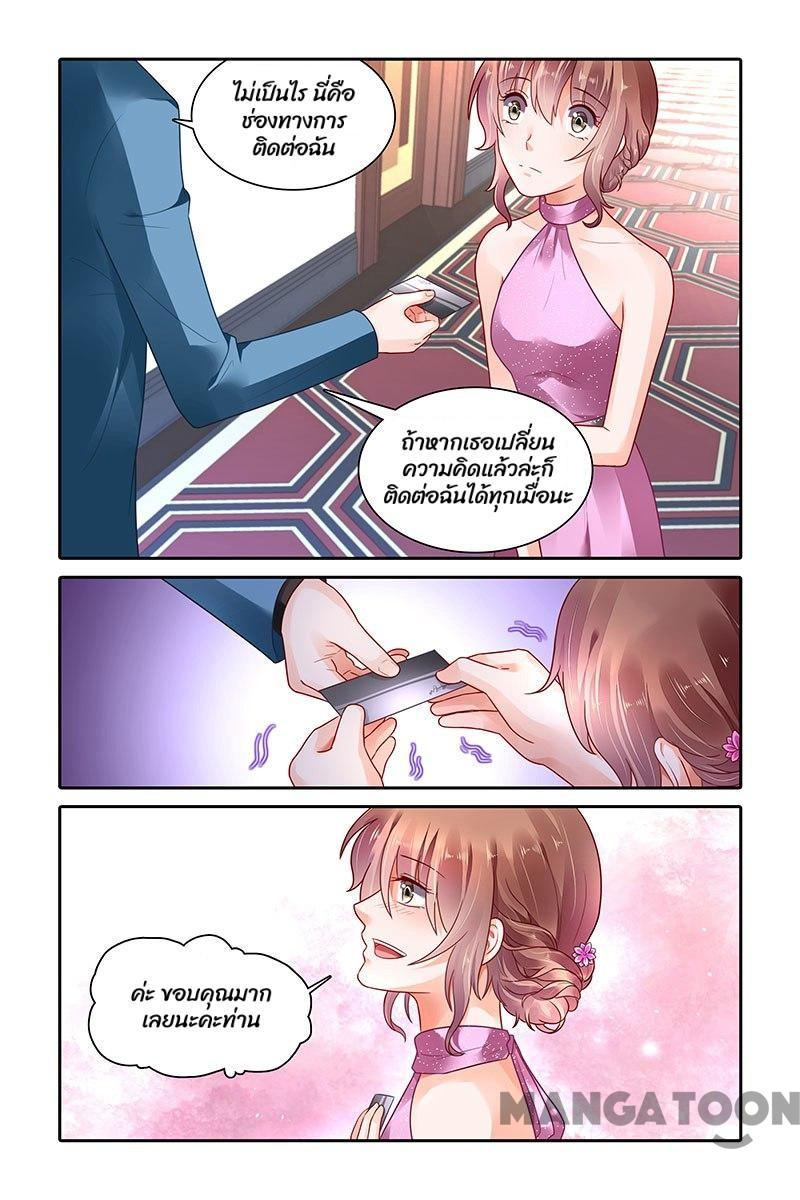 ไม่เป็นไร นี่คือ
ช่องทางการ
ติดต่อฉัน
ถ้าหากเธอเปลี่ยน
ความคิดแล้วล่ะก็
ติดต่อฉันได้ทุกเมื่อนะ
ค่ะ ขอบคุณมาก
เลยนะคะท่าน
MANGATOON